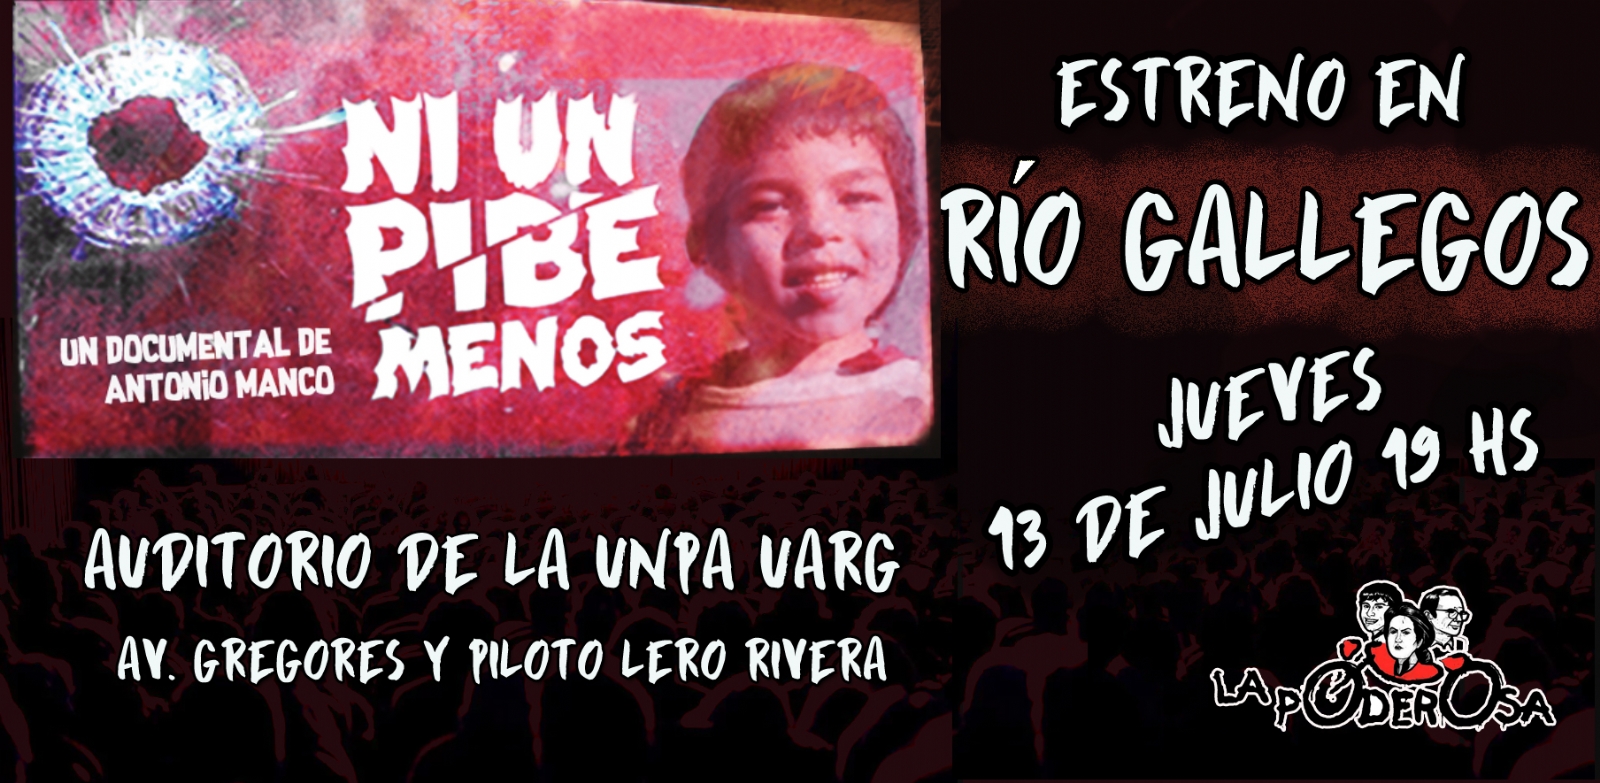 NI UN
PIBE
MENOS
UN DOCUMENTAL DE
ANTONIO MANCO
ESTRENO EN
RÍO GALLEGOS
JUEVES
13 DE JULIO 19 HS
AUDITORIO DE LA UNPA UARG
AV. GREGORES Y PILOTO LERO RIVERA
LA PODEROSA